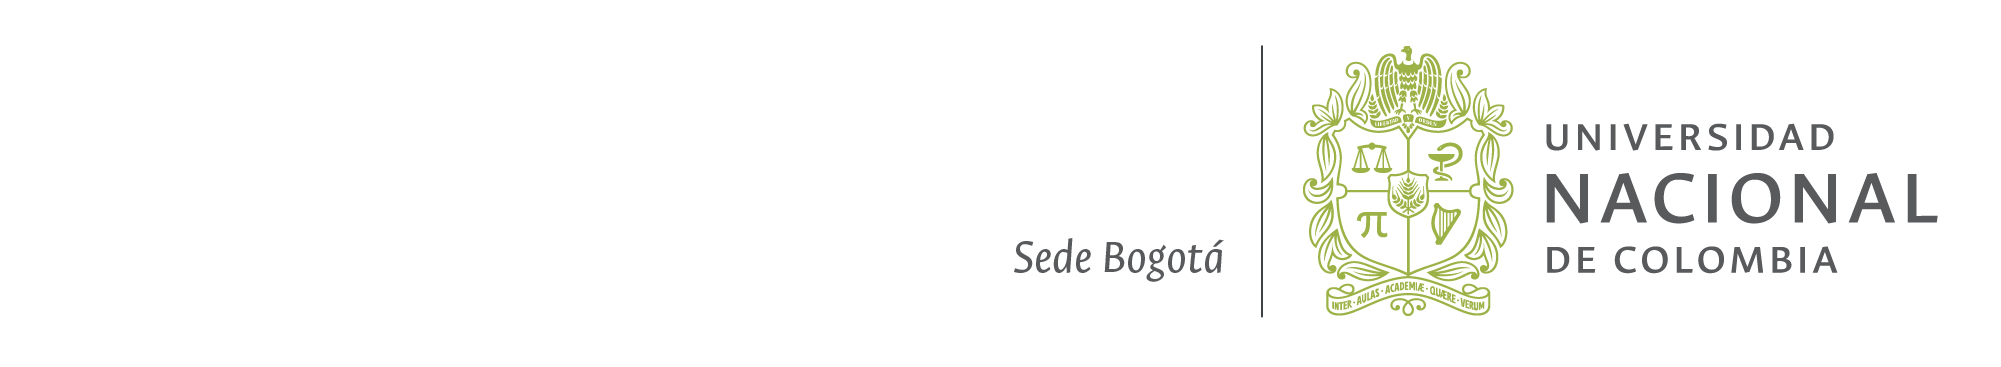 Sede Bogotá
UNIVERSIDAD
NACIONAL
DE COLOMBIA
LIBERTAD Y ORDEN
INTER · AULAS · ACADEMIÆ · QUÆRE · VERUM